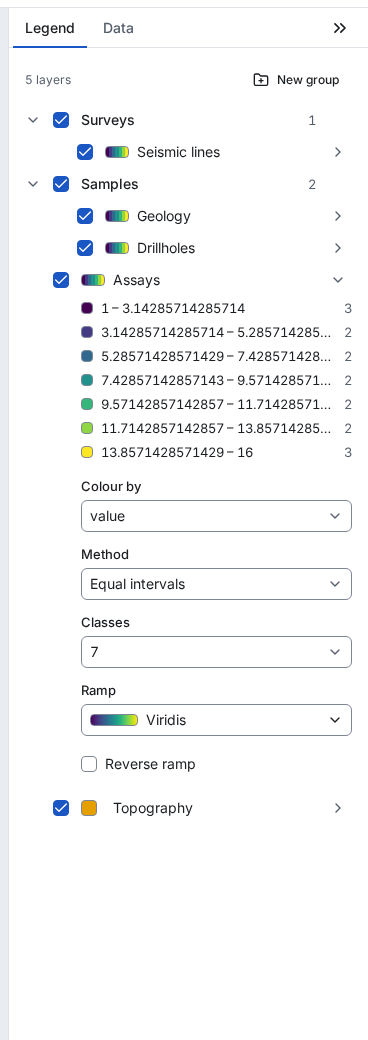 Legend
Data
5 layers
New group
Surveys 1
Seismic lines
Samples 2
Geology
Drillholes
Assays
1 – 3.14285714285714 3
3.14285714285714 – 5.285714285... 2
5.28571428571429 – 7.428571428... 2
7.42857142857143 – 9.571428571... 2
9.57142857142857 – 11.71428571... 2
11.7142857142857 – 13.85714285... 2
13.8571428571429 – 16 3
Colour by
value
Method
Equal intervals
Classes
7
Ramp
Viridis
Reverse ramp
Topography